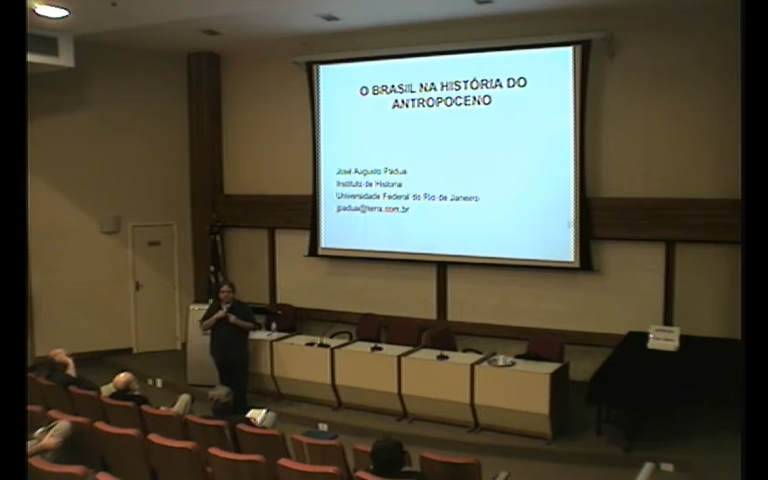 O BRASIL NA HISTÓRIA DO
ANTROPOCENO
José Augusto Pádua
Instituto de História
Universidade Federal do Rio de Janeiro
jpadua@terra.com.br